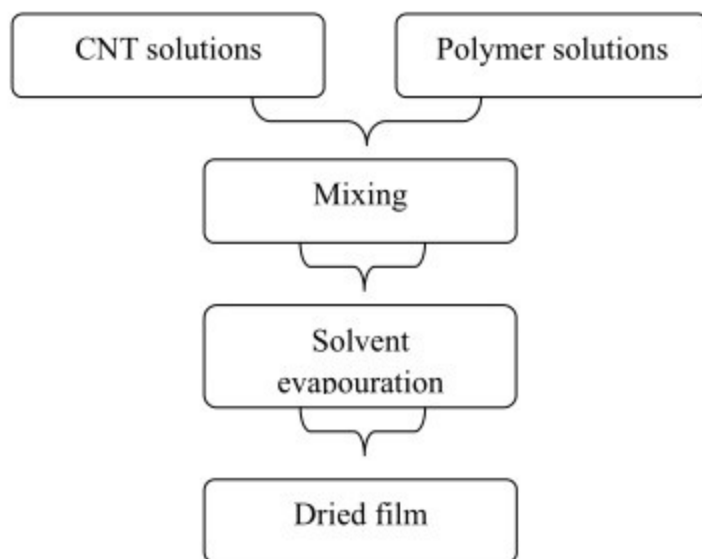 CNT solutions
Polymer solutions
Mixing
Solvent
evapouration
Dried film